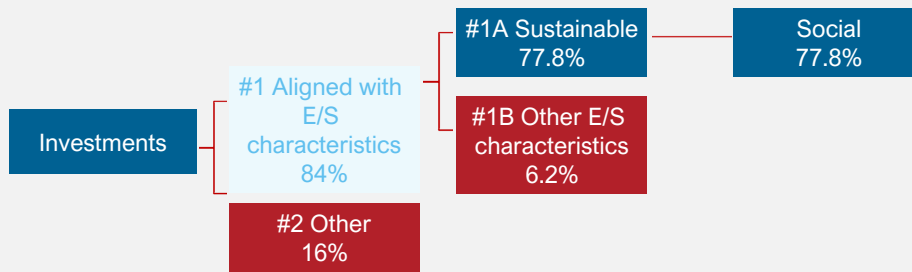 Investments
#1 Aligned with
E/S
characteristics
84%
#2 Other
16%
#1A Sustainable
77.8%
#1B Other E/S
characteristics
6.2%
Social
77.8%